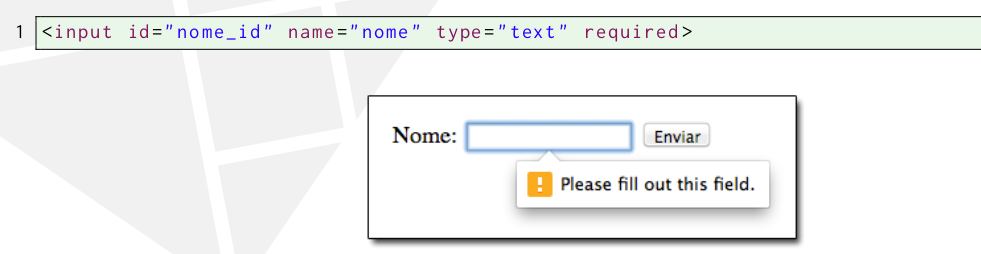 1 <input id="nome_id" name="nome" type="text" required>
Nome: Enviar
! Please fill out this field.